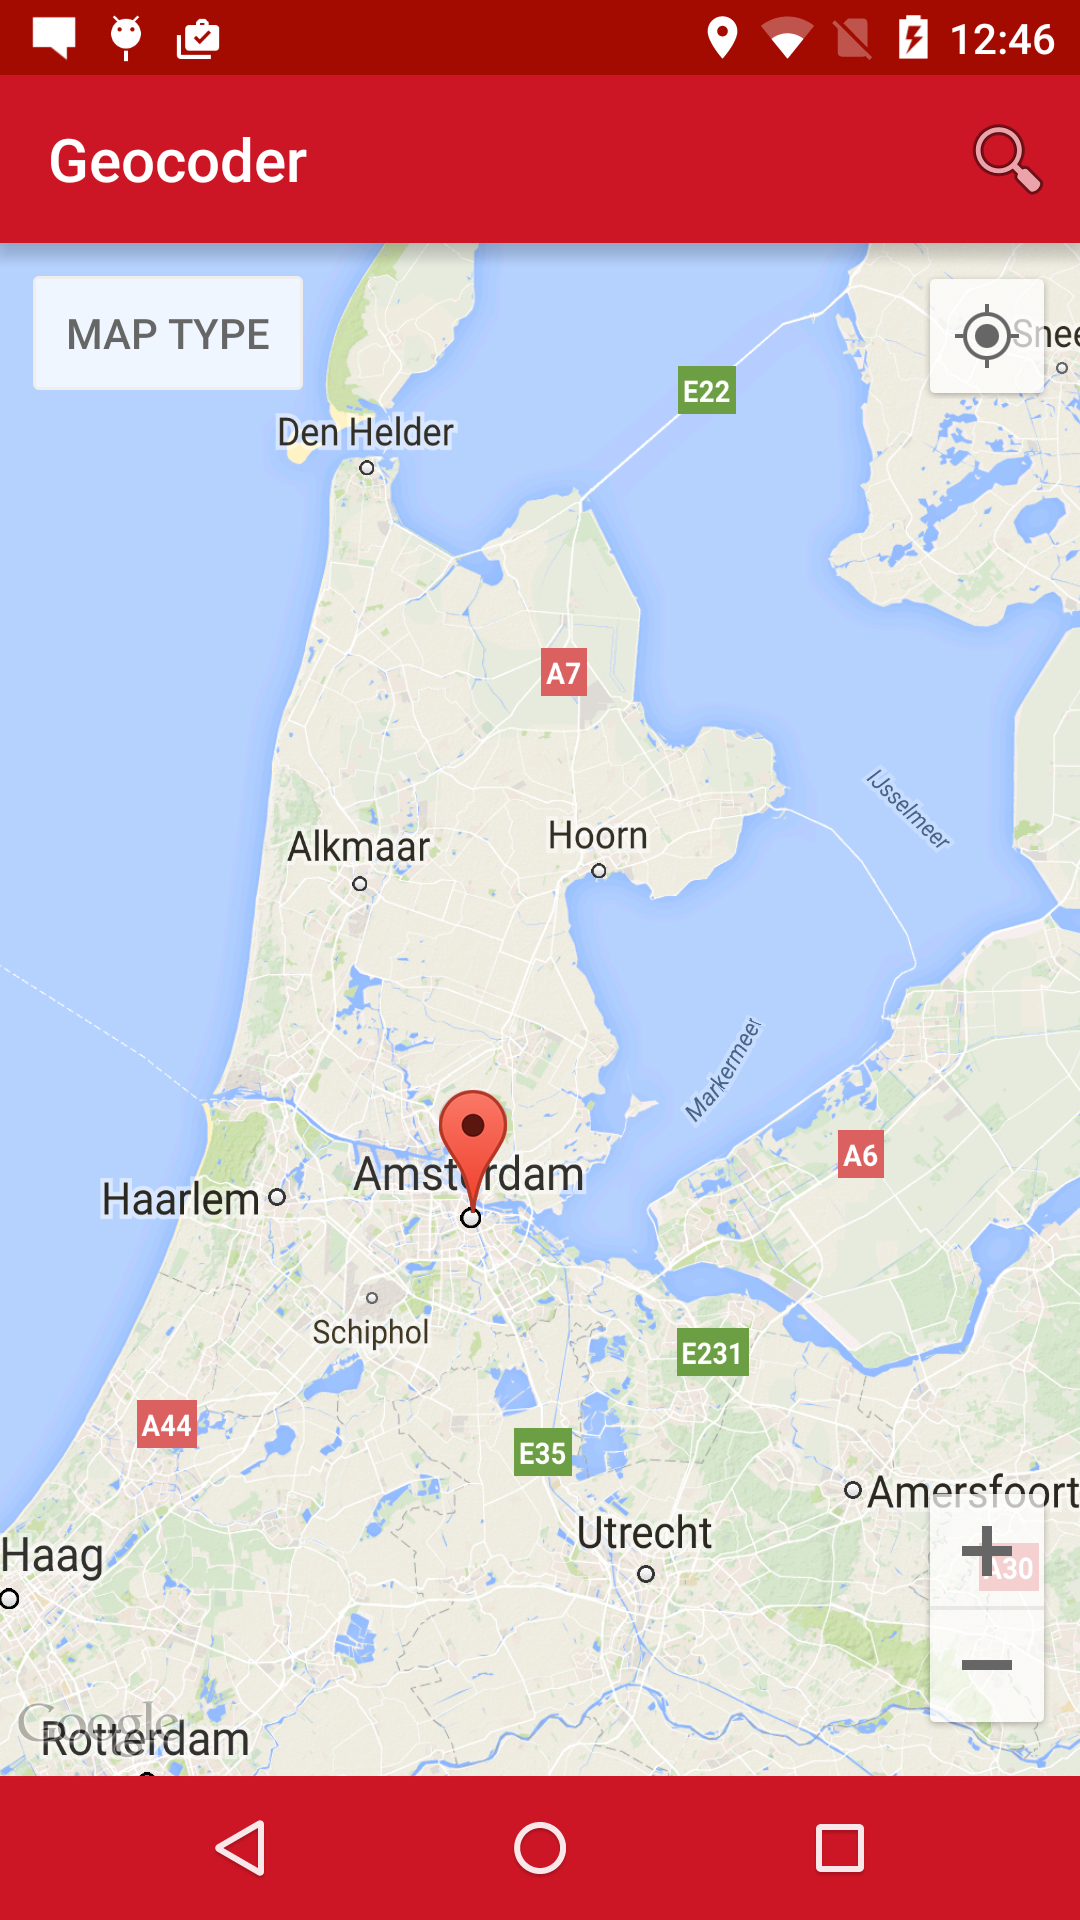 12:46
Geocoder
MAP TYPE
Snee
E22
Den Helder
A7
IJsselmeer
Alkmaar
Hoorn
Markermeer
A6
Amsterdam
Haarlem
Schiphol
E231
A44
E35
Amersfoort
Utrecht
Haag
A30
Google
Rotterdam